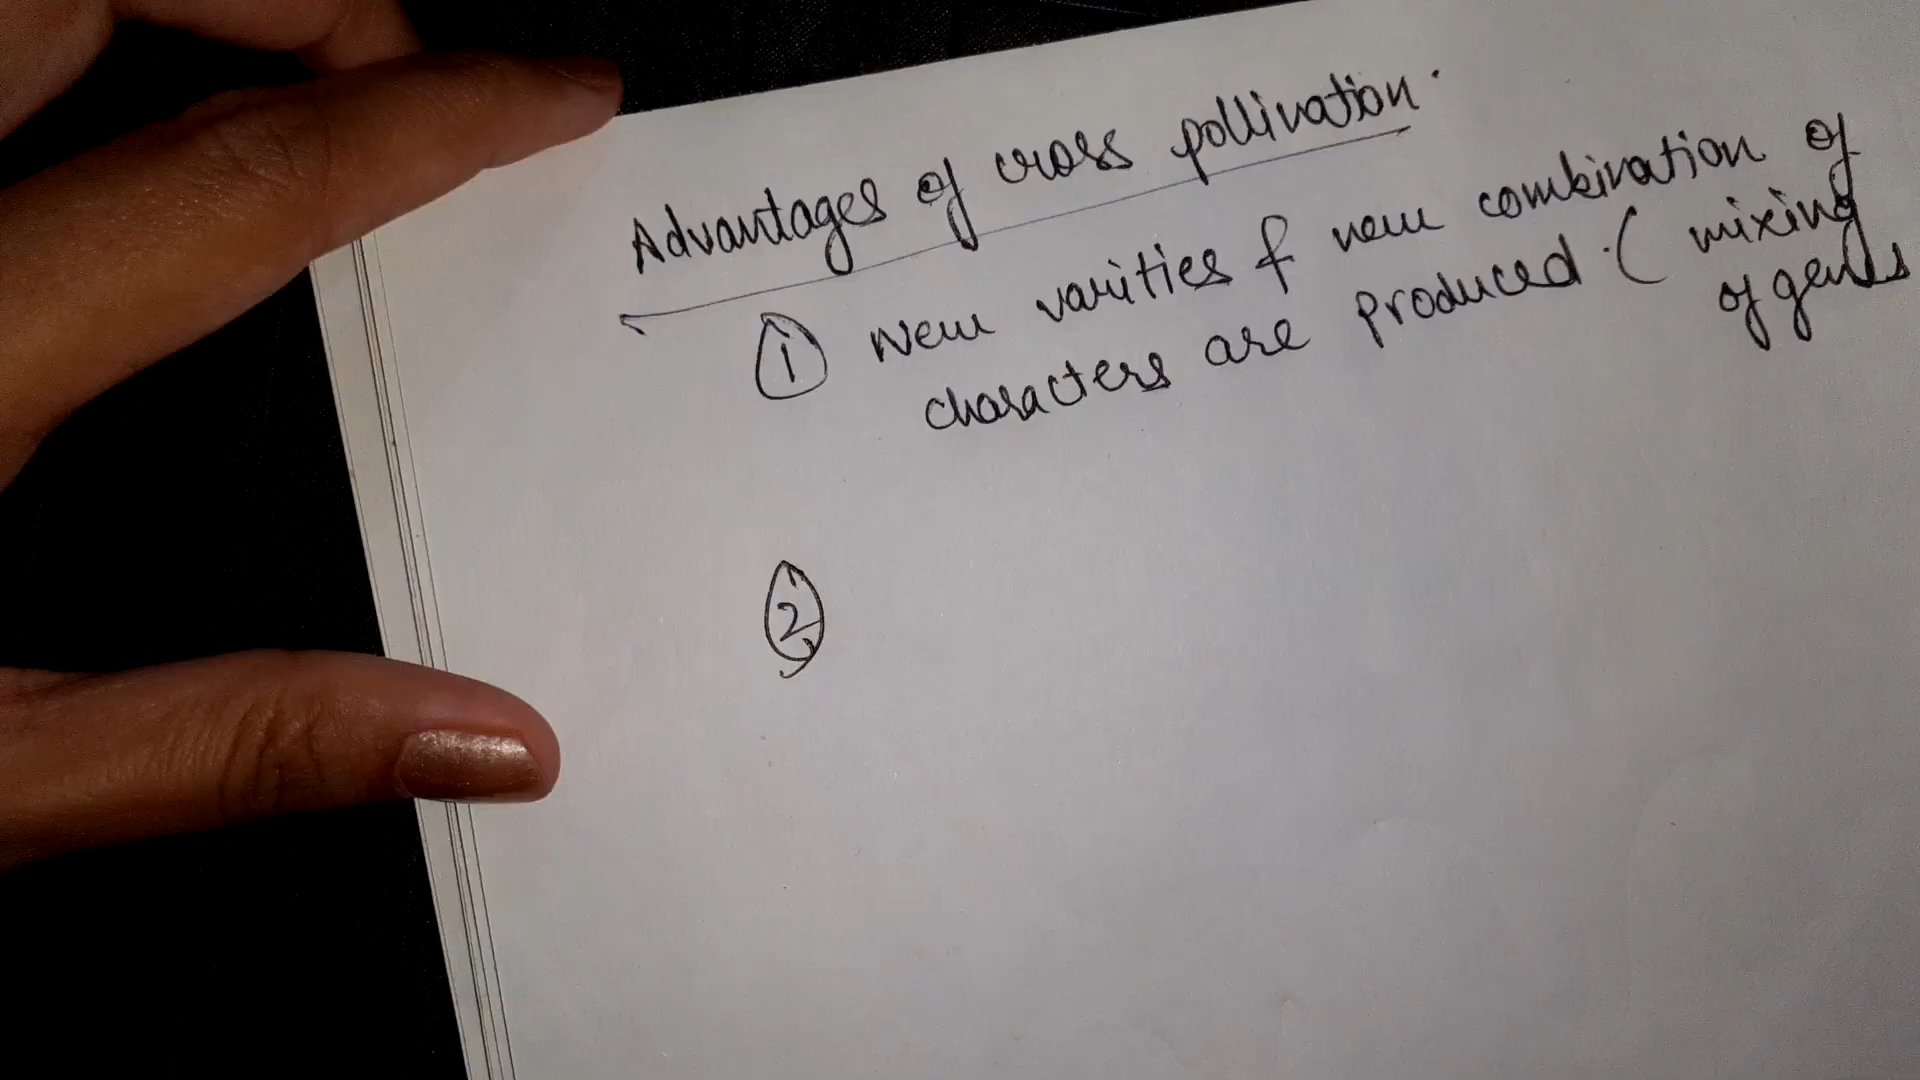 Advantages of cross pollination.
① New varities & new combination of
characters are produced. ( mixing
of genes
②